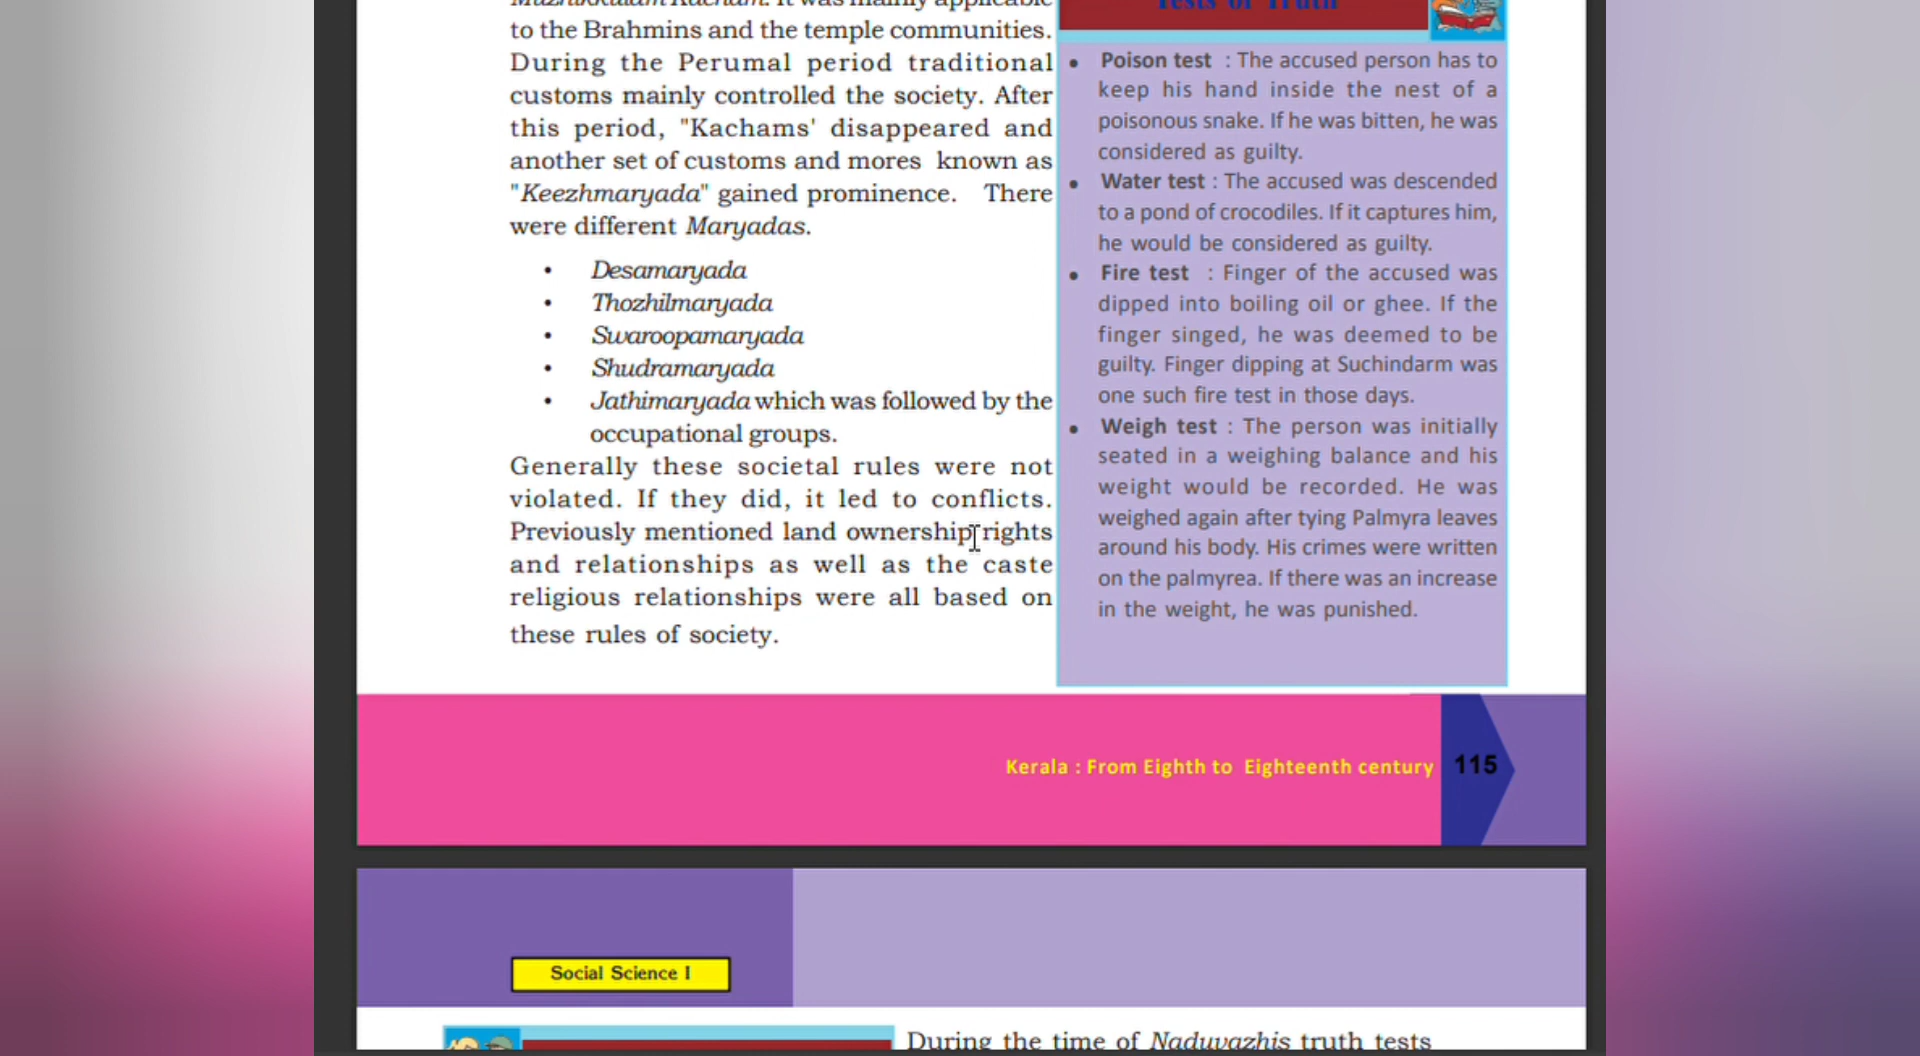 Muzhikkulam Kacham. It was mainly applicable
to the Brahmins and the temple communities.
During the Perumal period traditional
customs mainly controlled the society. After
this period, "Kachams' disappeared and
another set of customs and mores known as
"Keezhmaryada" gained prominence. There
were different Maryadas.
• Desamaryada
• Thozhilmaryada
• Swaroopamaryada
• Shudramaryada
• Jathimaryada which was followed by the
occupational groups.
Generally these societal rules were not
violated. If they did, it led to conflicts.
Previously mentioned land ownership rights
and relationships as well as the caste
religious relationships were all based on
these rules of society.
Tests of Truth
• Poison test : The accused person has to
keep his hand inside the nest of a
poisonous snake. If he was bitten, he was
considered as guilty.
• Water test : The accused was descended
to a pond of crocodiles. If it captures him,
he would be considered as guilty.
• Fire test : Finger of the accused was
dipped into boiling oil or ghee. If the
finger singed, he was deemed to be
guilty. Finger dipping at Suchindarm was
one such fire test in those days.
• Weigh test : The person was initially
seated in a weighing balance and his
weight would be recorded. He was
weighed again after tying Palmyra leaves
around his body. His crimes were written
on the palmyrea. If there was an increase
in the weight, he was punished.
Kerala : From Eighth to Eighteenth century 115
Social Science I
During the time of Naduvazhis truth tests